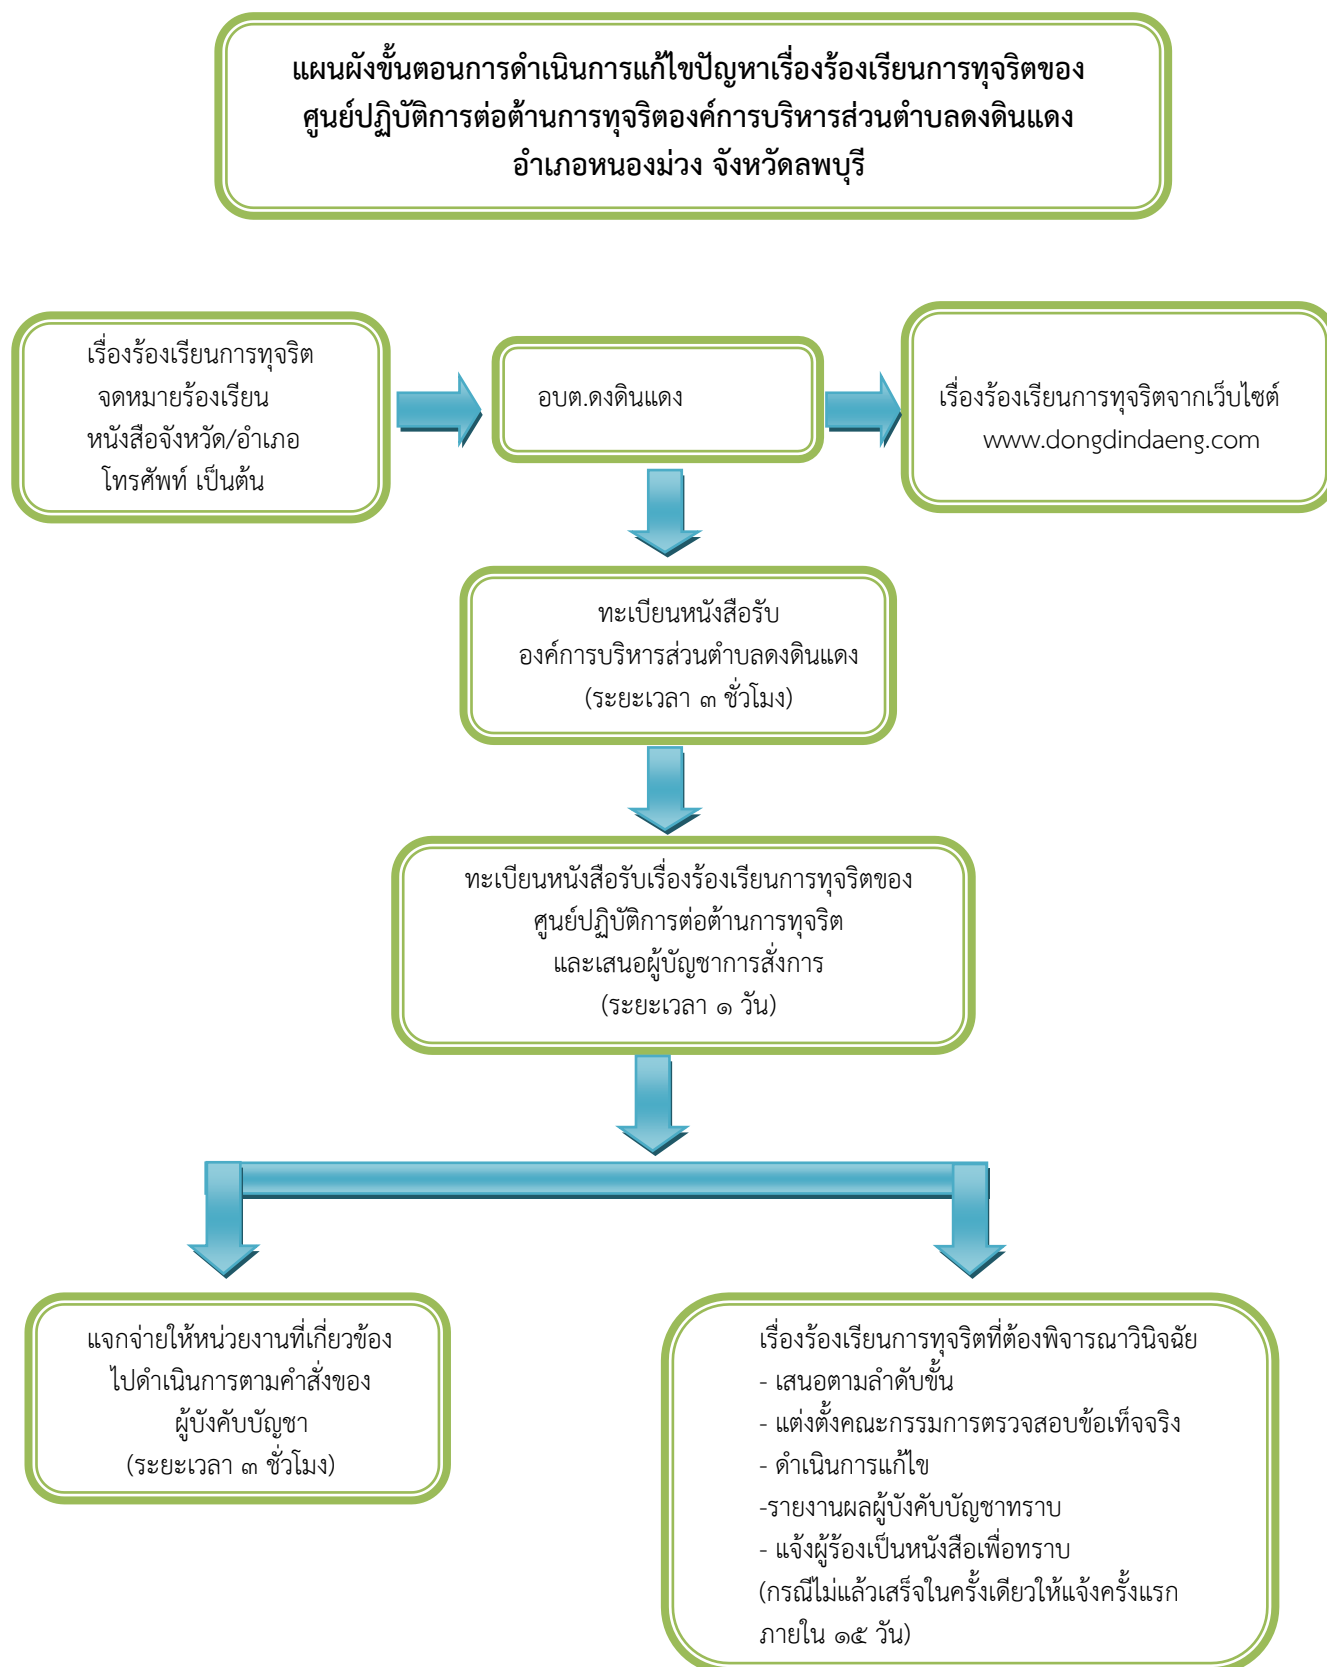 แผนผังขั้นตอนการดำเนินการแก้ไขปัญหาเรื่องร้องเรียนการทุจริตของ
ศูนย์ปฏิบัติการต่อต้านการทุจริตองค์การบริหารส่วนตำบลดงดินแดง
อำเภอหนองม่วง จังหวัดลพบุรี
เรื่องร้องเรียนการทุจริต
จดหมายร้องเรียน
หนังสือจังหวัด/อำเภอ
โทรศัพท์ เป็นต้น
อบต.ดงดินแดง
เรื่องร้องเรียนการทุจริตจากเว็บไซต์
www.dongdindaeng.com
ทะเบียนหนังสือรับ
องค์การบริหารส่วนตำบลดงดินแดง
(ระยะเวลา ๓ ชั่วโมง)
ทะเบียนหนังสือรับเรื่องร้องเรียนการทุจริตของ
ศูนย์ปฏิบัติการต่อต้านการทุจริต
และเสนอผู้บัญชาการสั่งการ
(ระยะเวลา ๑ วัน)
แจกจ่ายให้หน่วยงานที่เกี่ยวข้อง
ไปดำเนินการตามคำสั่งของ
ผู้บังคับบัญชา
(ระยะเวลา ๓ ชั่วโมง)
เรื่องร้องเรียนการทุจริตที่ต้องพิจารณาวินิจฉัย
- เสนอตามลำดับขั้น
- แต่งตั้งคณะกรรมการตรวจสอบข้อเท็จจริง
- ดำเนินการแก้ไข
-รายงานผลผู้บังคับบัญชาทราบ
- แจ้งผู้ร้องเป็นหนังสือเพื่อทราบ
(กรณีไม่แล้วเสร็จในครั้งเดียวให้แจ้งครั้งแรก
ภายใน ๑๕ วัน)